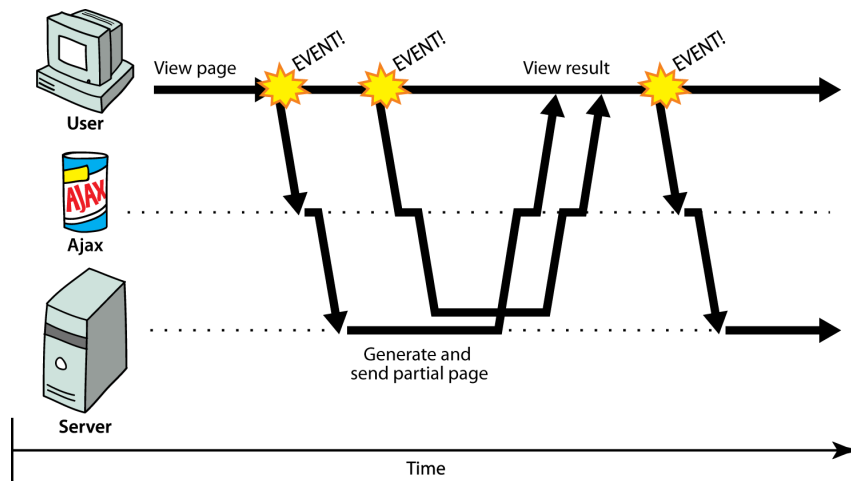 EVENT!
EVENT!
EVENT!
View page
View result
User
AJAX
Ajax
Generate and
send partial page
Server
Time